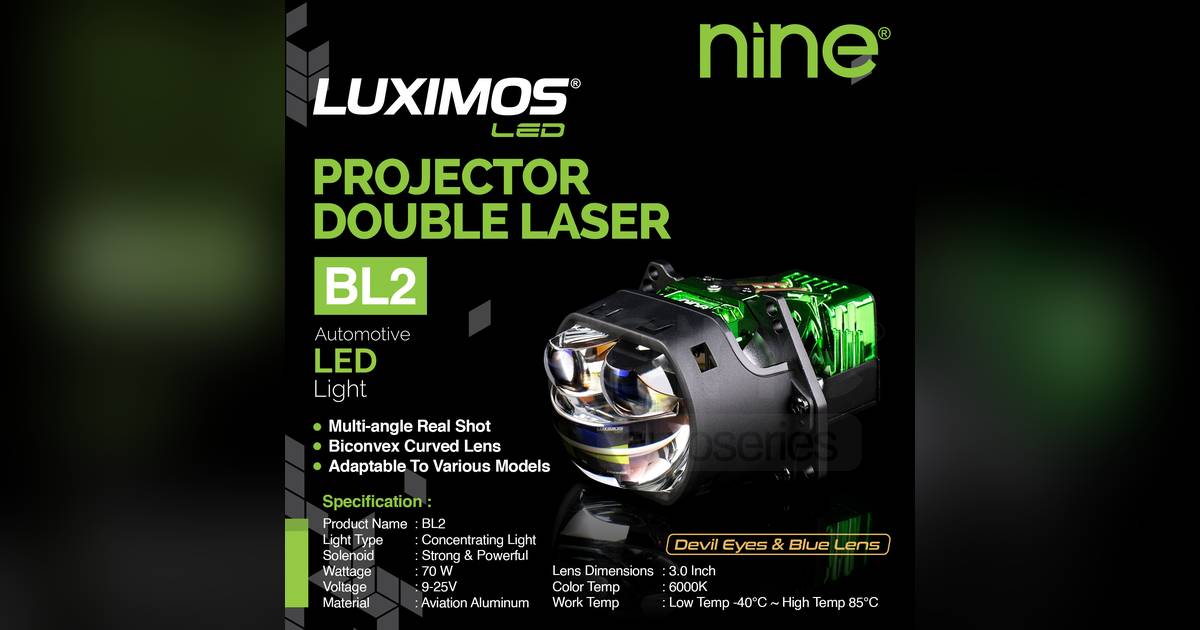 nine®
LUXIMOS®
LED
PROJECTOR
DOUBLE LASER
BL2
Automotive
LED
Light
• Multi-angle Real Shot
• Biconvex Curved Lens
• Adaptable To Various Models
Specification :
Product Name : BL2
Light Type : Concentrating Light
Solenoid : Strong & Powerful
Wattage : 70 W
Voltage : 9-25V
Material : Aviation Aluminum
Devil Eyes & Blue Lens
Lens Dimensions : 3.0 Inch
Color Temp : 6000K
Work Temp : Low Temp -40°C ~ High Temp 85°C
LUXIMOS
nine